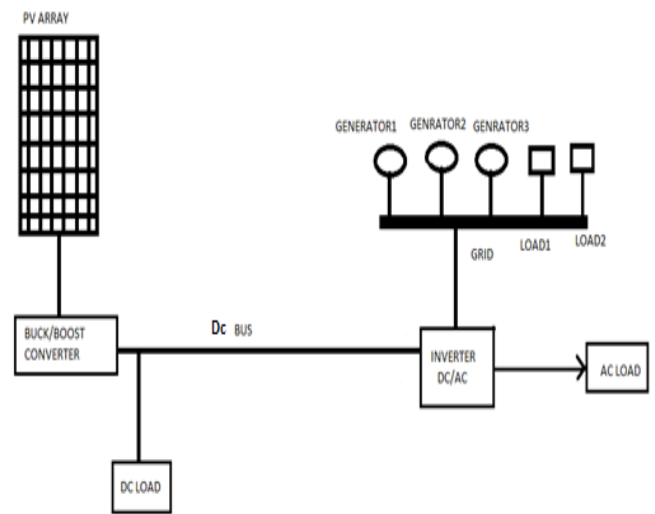 PV ARRAY
GENERATOR1
GENRATOR2
GENRATOR3
GRID
LOAD1
LOAD2
BUCK/BOOST
CONVERTER
Dc BUS
INVERTER
DC/AC
AC LOAD
DC LOAD